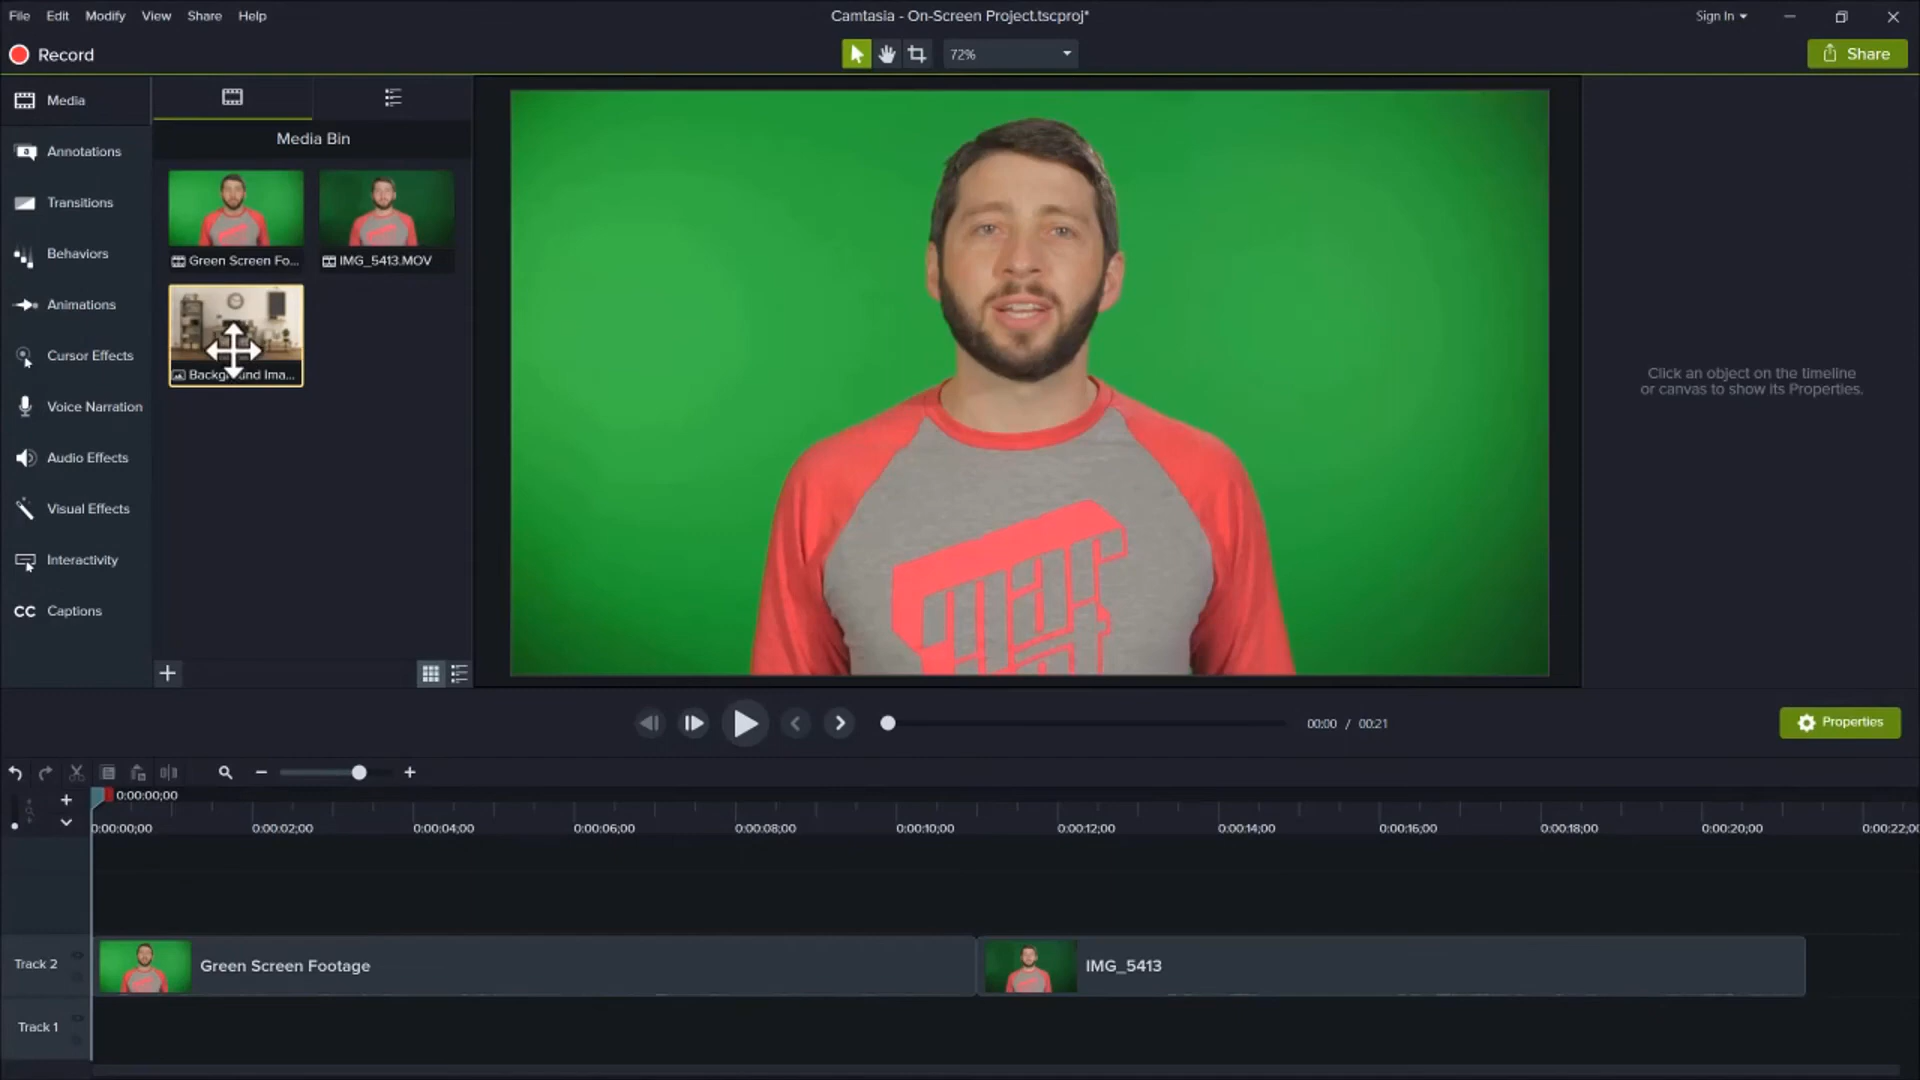 File Edit Modify View Share Help
Camtasia - On-Screen Project.tscproj*
Sign In
Record
72%
Share
Media
Annotations
Transitions
Behaviors
Animations
Cursor Effects
Voice Narration
Audio Effects
Visual Effects
Interactivity
CC Captions
Media Bin
Green Screen Fo...
IMG_5413.MOV
Background Ima...
Click an object on the timeline
or canvas to show its Properties.
00:00 / 00:21
Properties
0:00:00;00
0:00:00;00 0:00:02;00 0:00:04;00 0:00:06;00 0:00:08;00 0:00:10;00 0:00:12;00 0:00:14;00 0:00:16;00 0:00:18;00 0:00:20;00 0:00:22;00
Track 2
Green Screen Footage
IMG_5413
Track 1